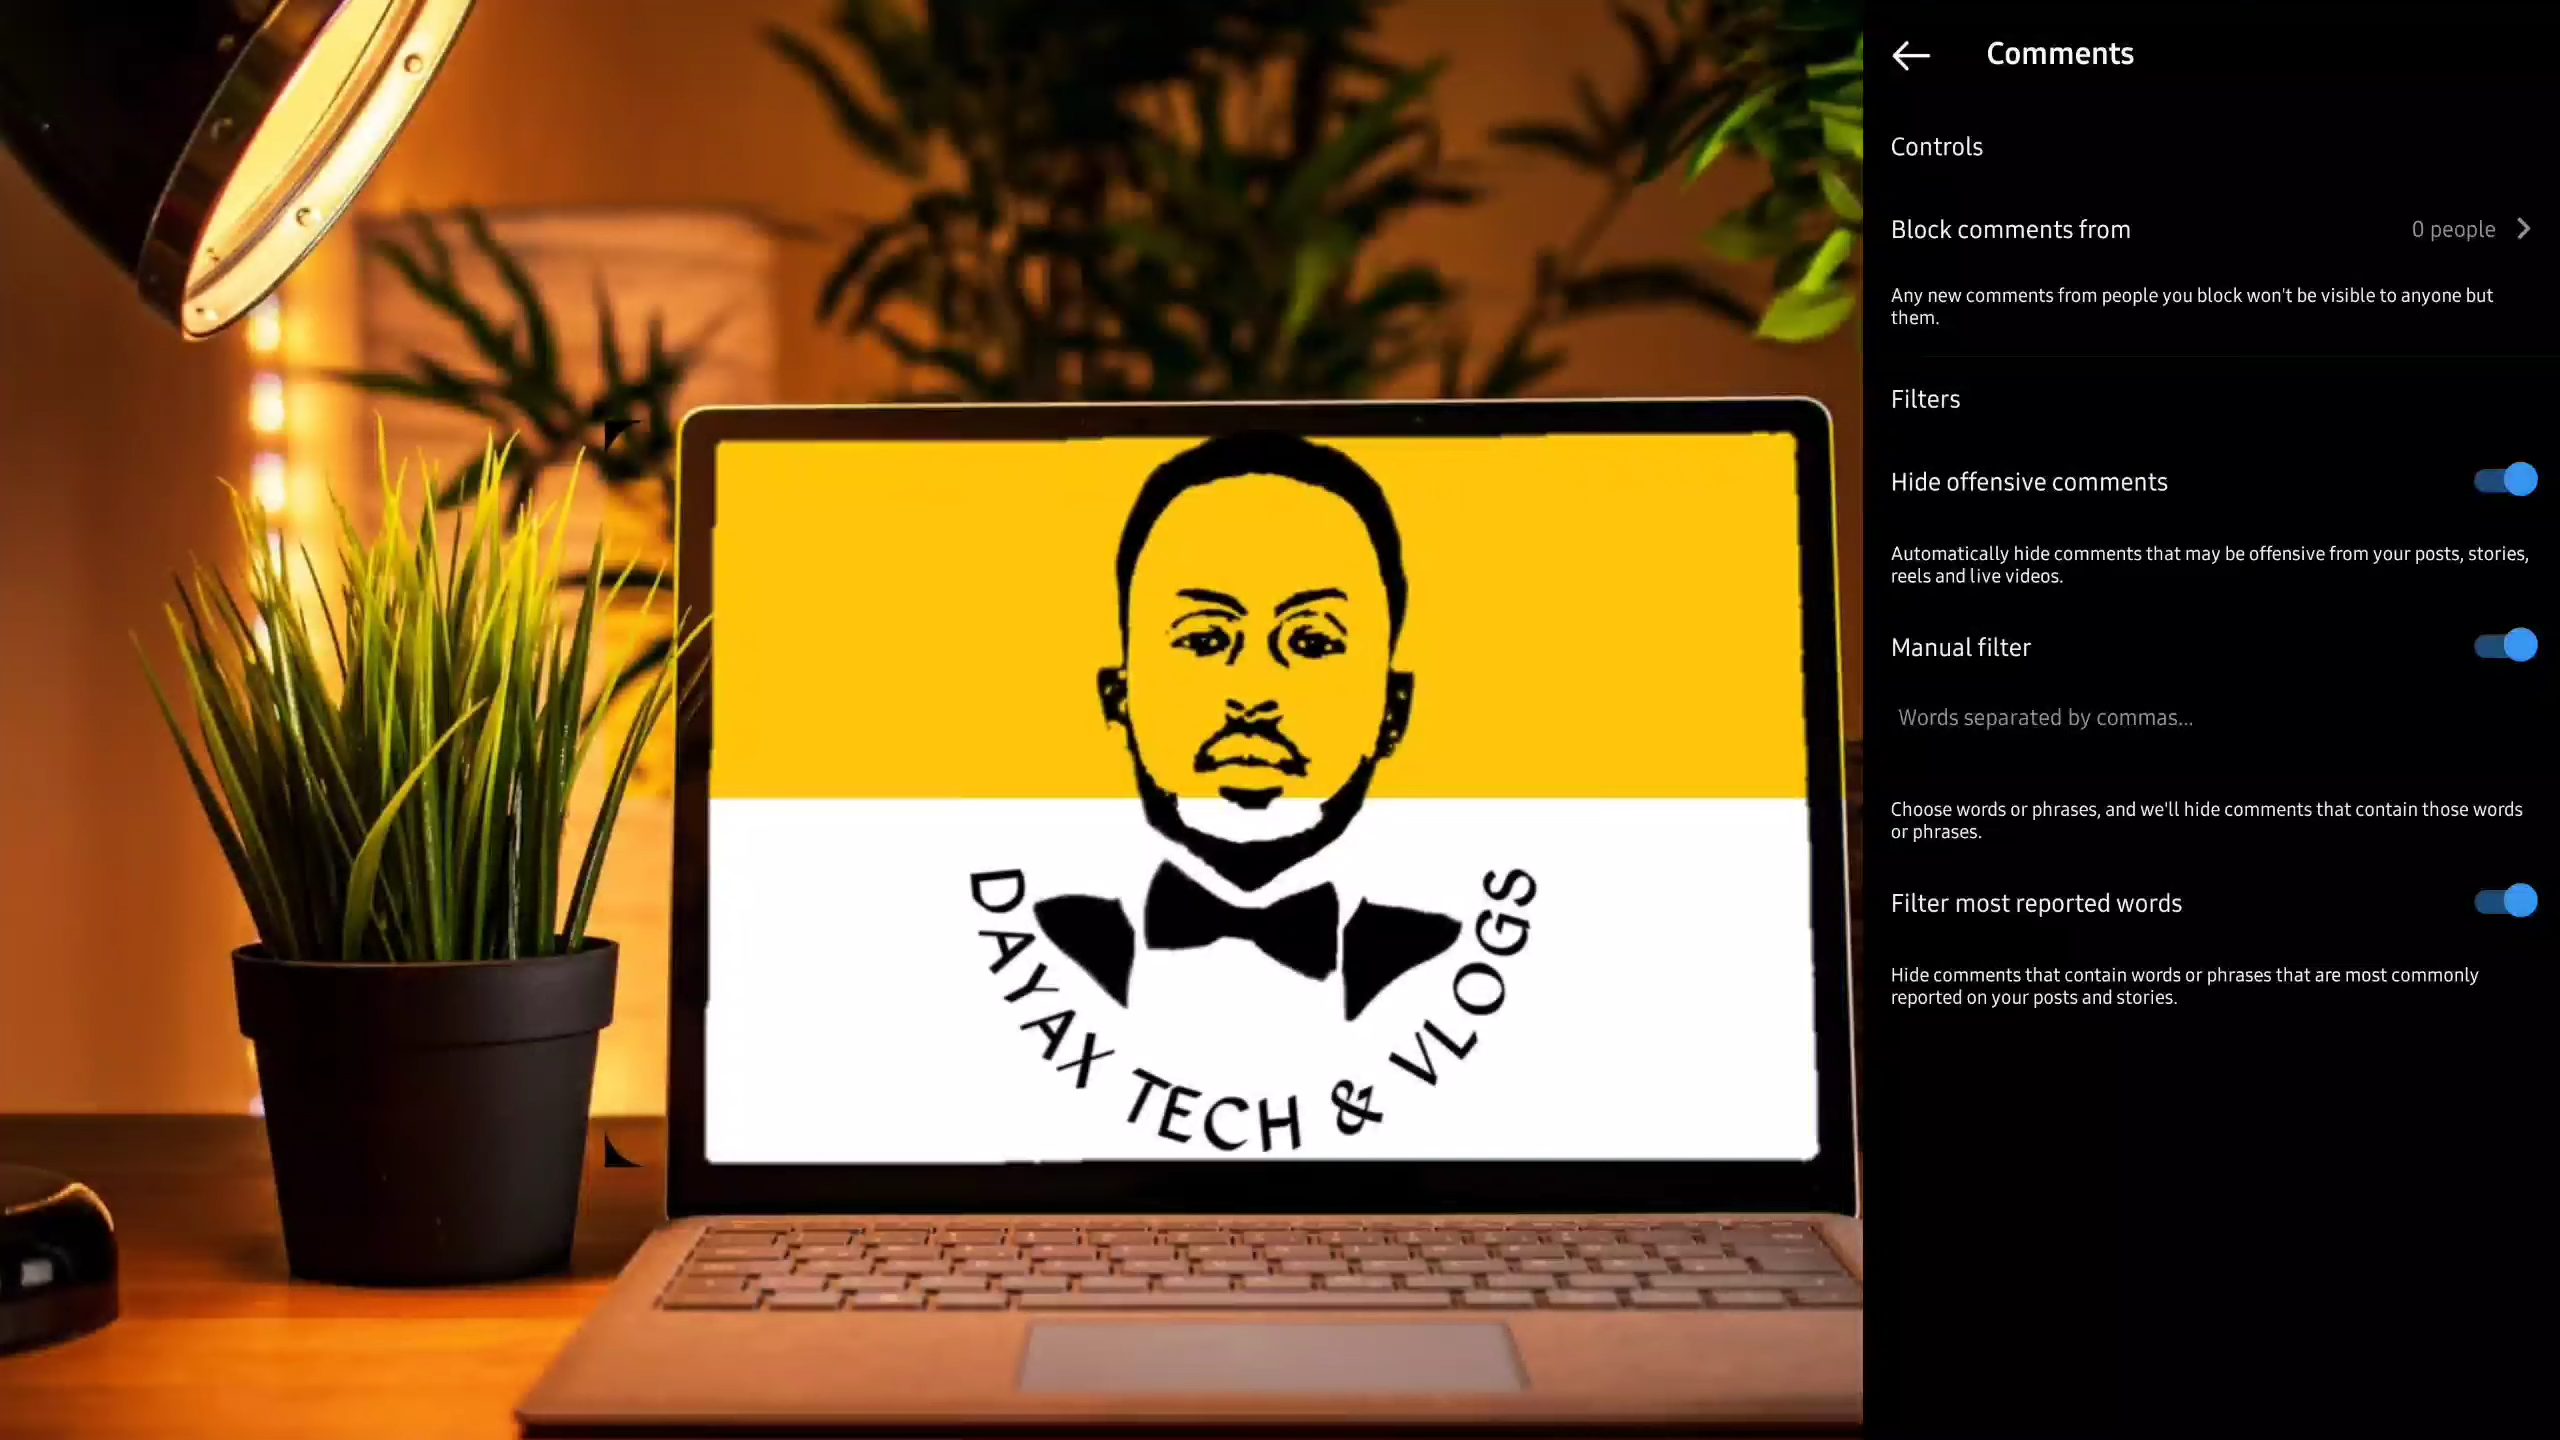 DAYAX TECH & VLOGS
Comments
Controls
Block comments from
0 people
Any new comments from people you block won't be visible to anyone but
them.
Filters
Hide offensive comments
Automatically hide comments that may be offensive from your posts, stories,
reels and live videos.
Manual filter
Words separated by commas...
Choose words or phrases, and we'll hide comments that contain those words
or phrases.
Filter most reported words
Hide comments that contain words or phrases that are most commonly
reported on your posts and stories.